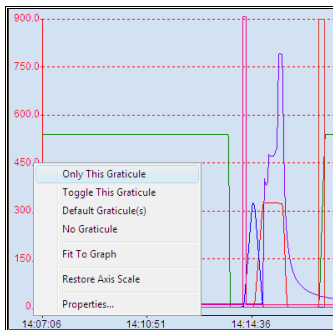 900.0
750.0
600.0
450.0
Only This Graticule
Toggle This Graticule
300.0
Default Graticule(s)
No Graticule
150.0
Fit To Graph
Restore Axis Scale
Properties...
14:07:06
14:10:51
14:14:36